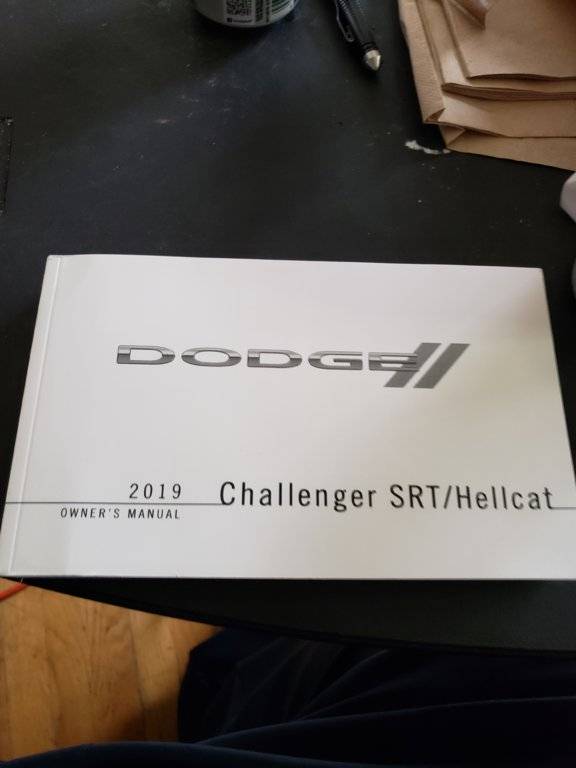 DODGE
2019 Challenger SRT/Hellcat
OWNER'S MANUAL